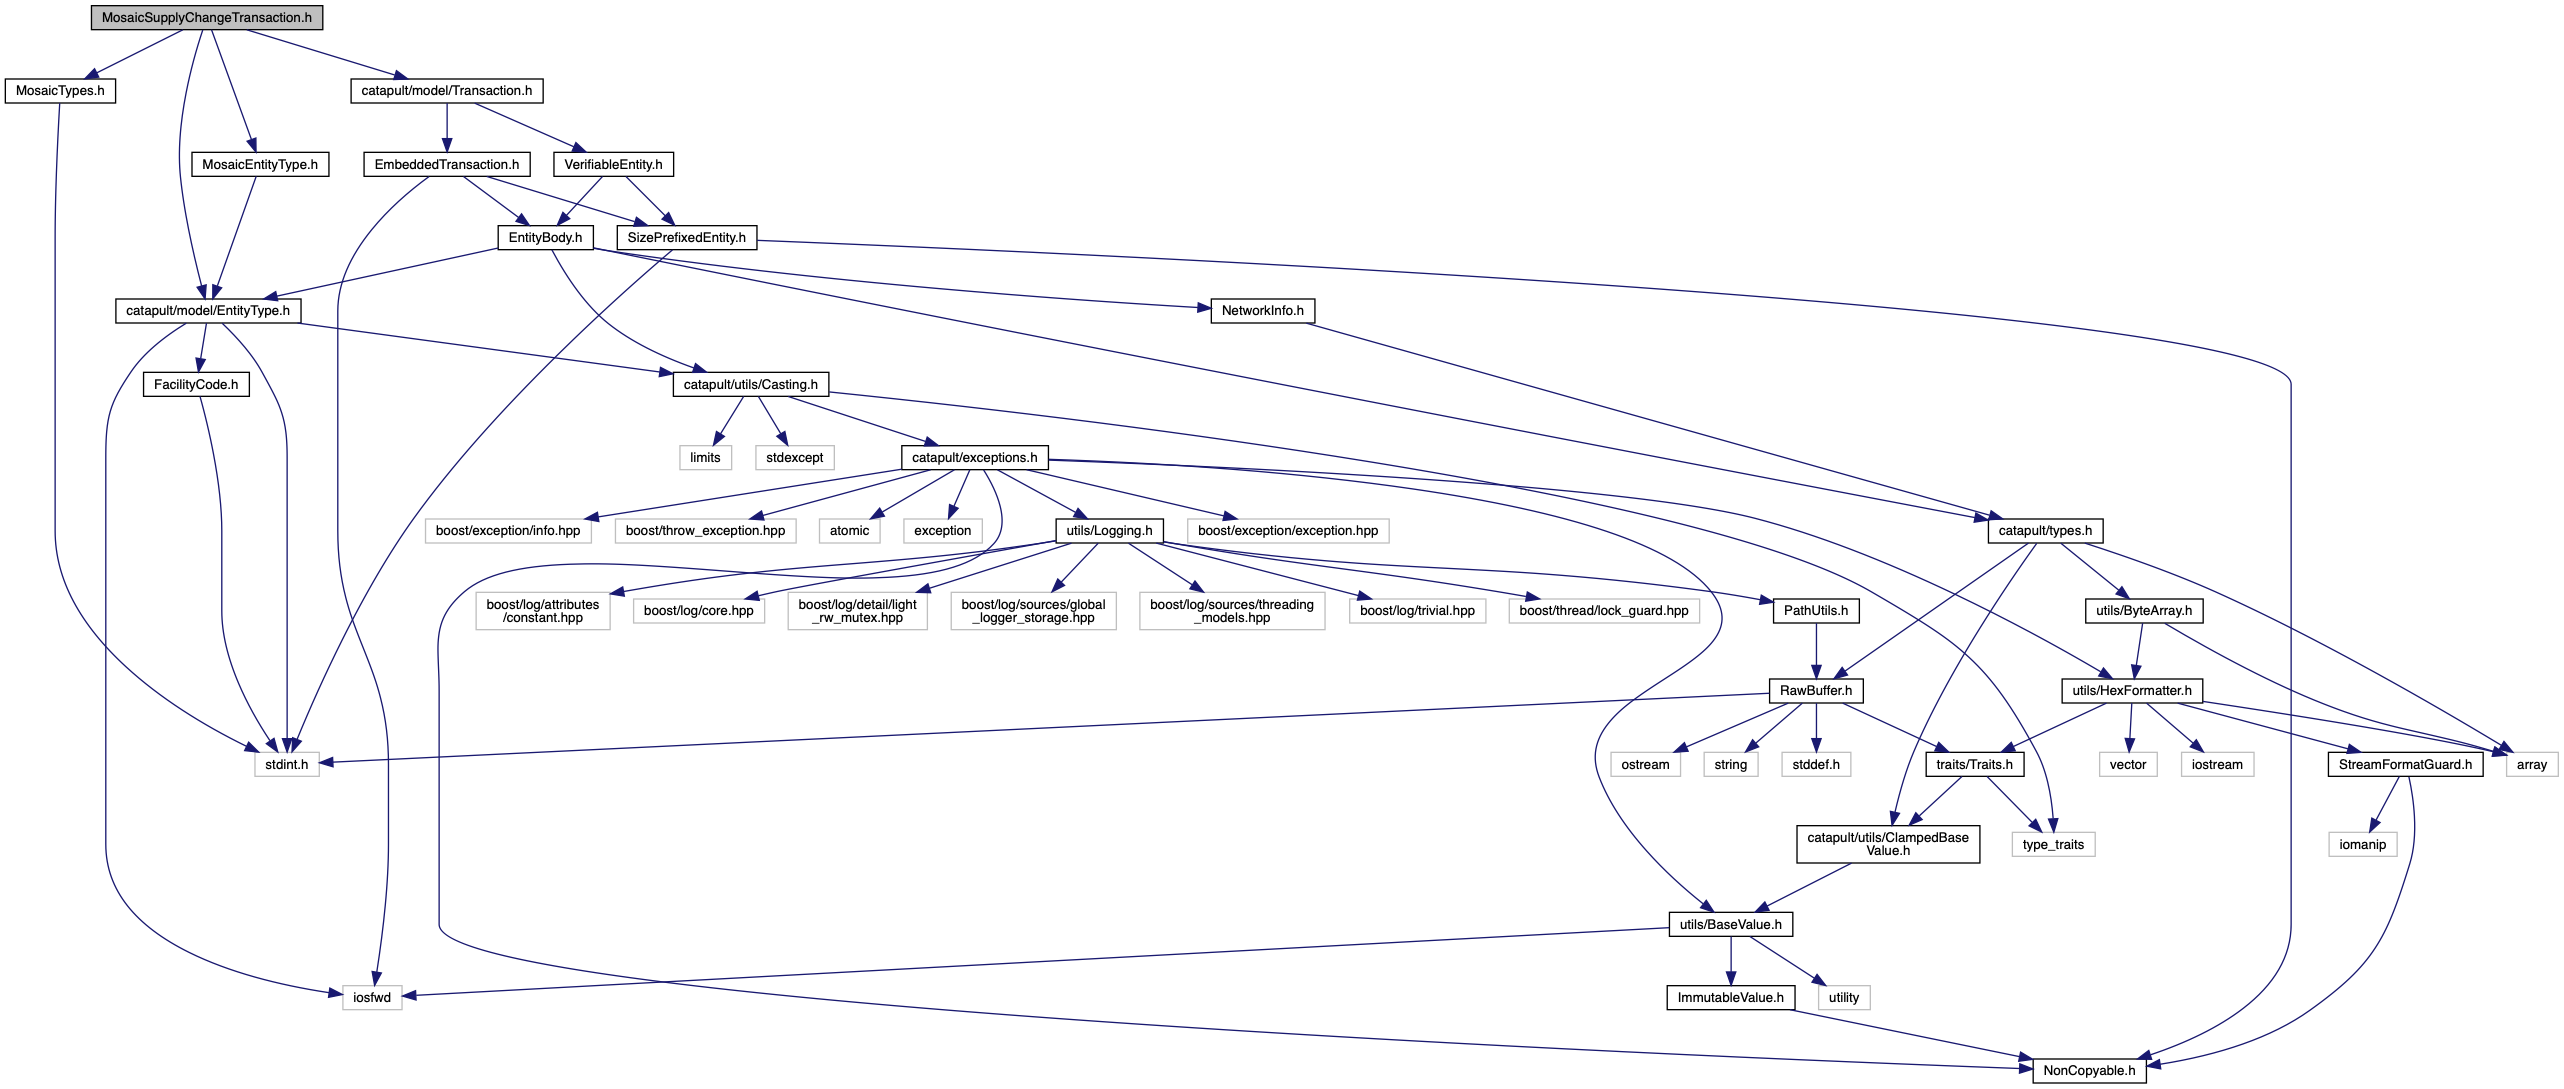 MosaicSupplyChangeTransaction.h
MosaicTypes.h
catapult/model/Transaction.h
MosaicEntityType.h
EmbeddedTransaction.h
VerifiableEntity.h
EntityBody.h
SizePrefixedEntity.h
catapult/model/EntityType.h
NetworkInfo.h
FacilityCode.h
catapult/utils/Casting.h
limits
stdexcept
catapult/exceptions.h
boost/exception/info.hpp
boost/throw_exception.hpp
atomic
exception
utils/Logging.h
boost/exception/exception.hpp
catapult/types.h
boost/log/attributes
/constant.hpp
boost/log/core.hpp
boost/log/detail/light
_rw_mutex.hpp
boost/log/sources/global
_logger_storage.hpp
boost/log/sources/threading
_models.hpp
boost/log/trivial.hpp
boost/thread/lock_guard.hpp
PathUtils.h
utils/ByteArray.h
RawBuffer.h
utils/HexFormatter.h
stdint.h
ostream
string
stddef.h
traits/Traits.h
vector
iostream
StreamFormatGuard.h
array
catapult/utils/ClampedBase
Value.h
type_traits
iomanip
utils/BaseValue.h
iosfwd
ImmutableValue.h
utility
NonCopyable.h